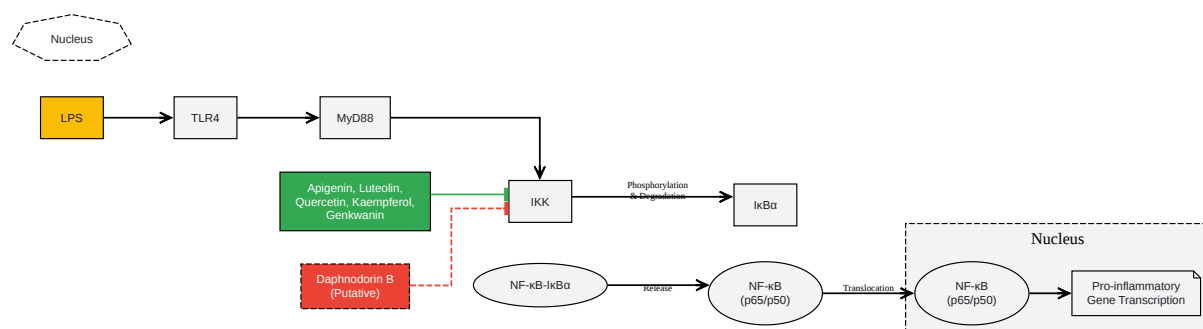 Nucleus
LPS
TLR4
MyD88
Apigenin, Luteolin,
Quercetin, Kaempferol,
Genkwanin
IKK
Phosphorylation
& Degradation
IκBα
Daphnodorin B
(Putative)
NF-κB-IκBα
Release
NF-κB
(p65/p50)
Translocation
Nucleus
NF-κB
(p65/p50)
Pro-inflammatory
Gene Transcription